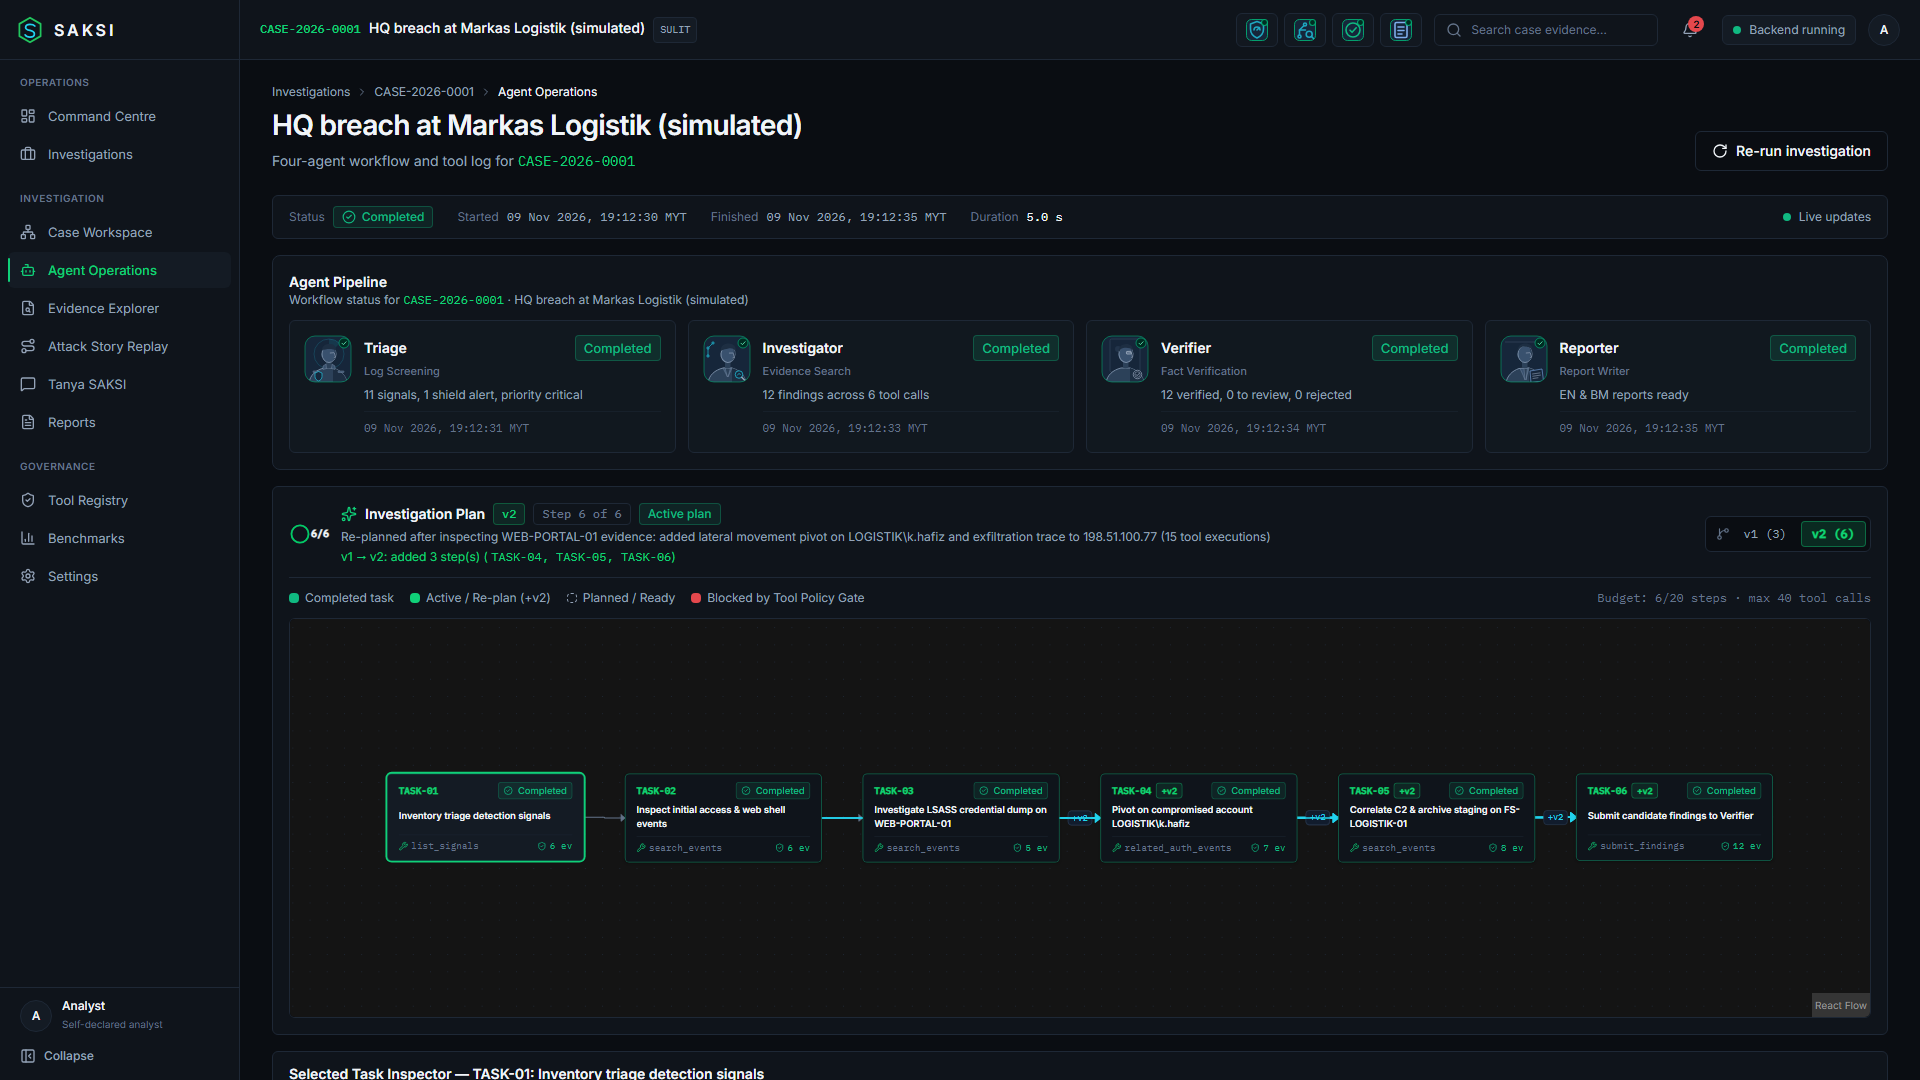 SAKSI
CASE-2026-0001 HQ breach at Markas Logistik (simulated) SULIT
Search case evidence...
2
Backend running
A
OPERATIONS
Command Centre
Investigations
INVESTIGATION
Case Workspace
Agent Operations
Evidence Explorer
Attack Story Replay
Tanya SAKSI
Reports
GOVERNANCE
Tool Registry
Benchmarks
Settings
A
Analyst
Self-declared analyst
Collapse
Investigations > CASE-2026-0001 > Agent Operations
HQ breach at Markas Logistik (simulated)
Four-agent workflow and tool log for CASE-2026-0001
Re-run investigation
Status Completed Started 09 Nov 2026, 19:12:30 MYT Finished 09 Nov 2026, 19:12:35 MYT Duration 5.0 s
Live updates
Agent Pipeline
Workflow status for CASE-2026-0001 · HQ breach at Markas Logistik (simulated)
Triage Completed
Log Screening
11 signals, 1 shield alert, priority critical
09 Nov 2026, 19:12:31 MYT
Investigator Completed
Evidence Search
12 findings across 6 tool calls
09 Nov 2026, 19:12:33 MYT
Verifier Completed
Fact Verification
12 verified, 0 to review, 0 rejected
09 Nov 2026, 19:12:34 MYT
Reporter Completed
Report Writer
EN & BM reports ready
09 Nov 2026, 19:12:35 MYT
6/6
Investigation Plan v2 Step 6 of 6 Active plan
Re-planned after inspecting WEB-PORTAL-01 evidence: added lateral movement pivot on LOGISTIK\k.hafiz and exfiltration trace to 198.51.100.77 (15 tool executions)
v1 → v2: added 3 step(s) ( TASK-04, TASK-05, TASK-06)
v1 (3) v2 (6)
Completed task Active / Re-plan (+v2) Planned / Ready Blocked by Tool Policy Gate
Budget: 6/20 steps · max 40 tool calls
TASK-01 Completed
Inventory triage detection signals
list_signals 6 ev
TASK-02 Completed
Inspect initial access & web shell
events
search_events 6 ev
TASK-03 Completed
Investigate LSASS credential dump on
WEB-PORTAL-01
search_events 5 ev
+v2
TASK-04 +v2 Completed
Pivot on compromised account
LOGISTIK\k.hafiz
related_auth_events 7 ev
+v2
TASK-05 +v2 Completed
Correlate C2 & archive staging on FS-
LOGISTIK-01
search_events 8 ev
+v2
TASK-06 +v2 Completed
Submit candidate findings to Verifier
submit_findings 12 ev
React Flow
Selected Task Inspector — TASK-01: Inventory triage detection signals